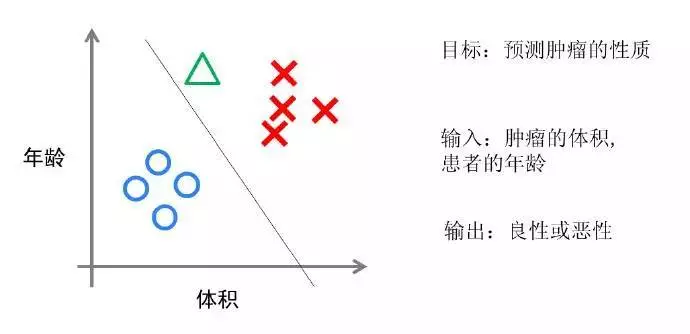 目标：预测肿瘤的性质
年龄
输入：肿瘤的体积,
患者的年龄
输出：良性或恶性
体积